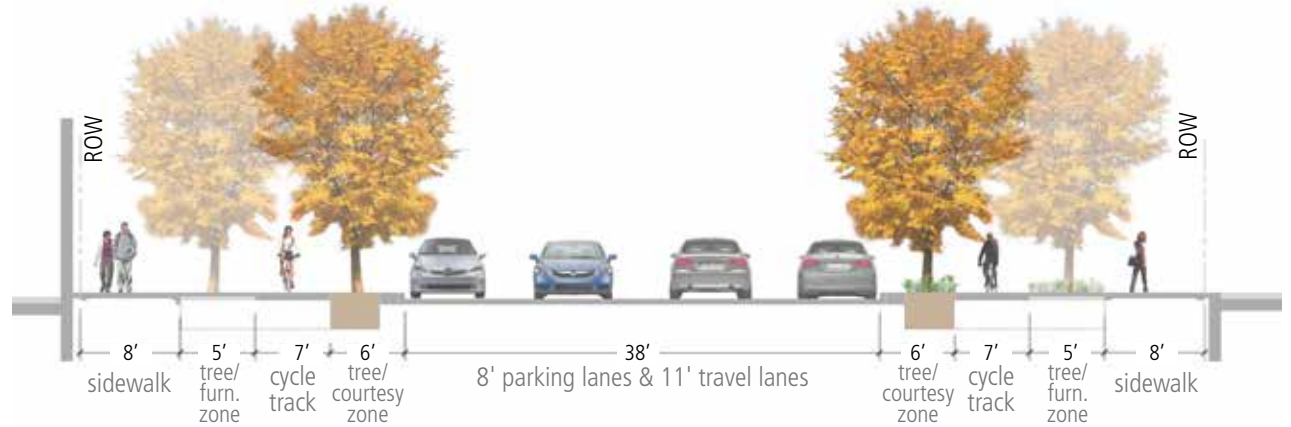 ROW
ROW
8’ 5’ 7’ 6’ 38’ 6’ 7’ 5’ 8’
sidewalk
tree/
furn.
zone
cycle
track
tree/
courtesy
zone
8' parking lanes & 11' travel lanes
tree/
courtesy
zone
cycle
track
tree/
furn.
zone
sidewalk